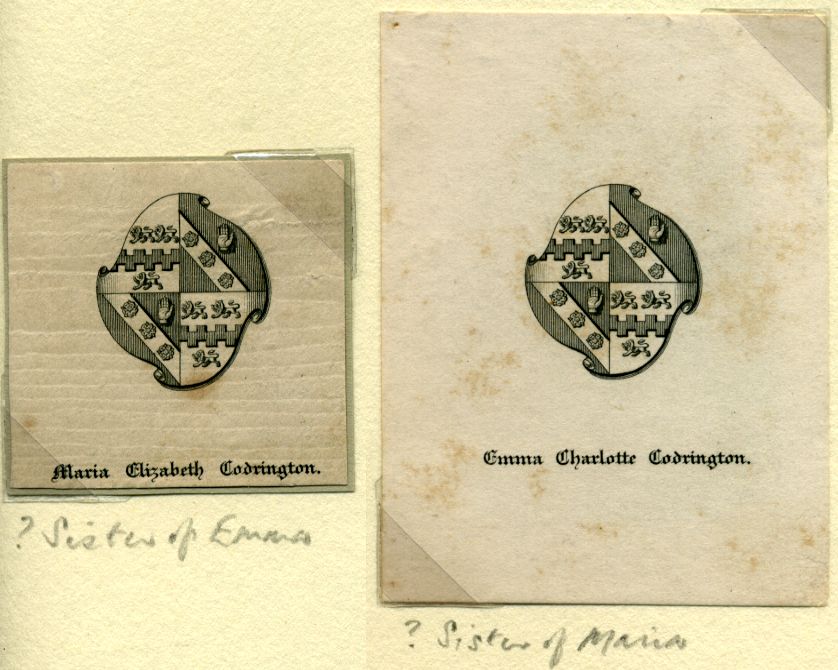 Maria Elizabeth Codrington.
? Sister of Emma
Emma Charlotte Codrington.
? Sister of Maria